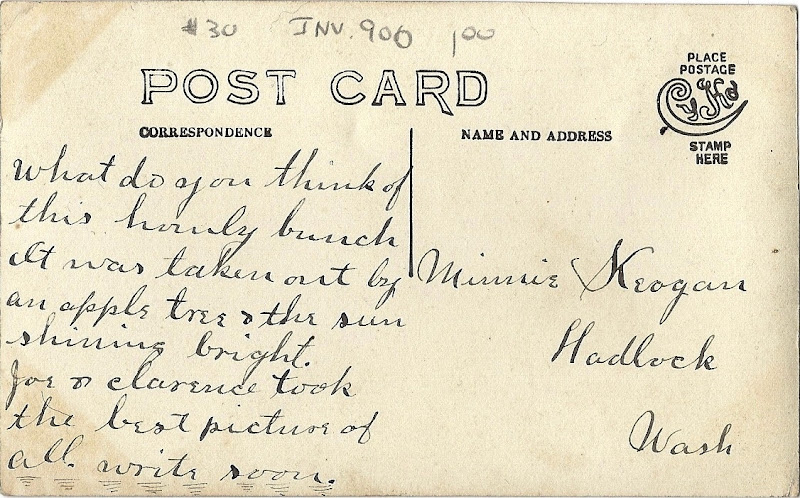 #30 INV. 900 1.00
POST CARD
CORRESPONDENCE
NAME AND ADDRESS
PLACE
POSTAGE
STAMP
HERE
What do you think of
this homly bunch
It was taken out by
an apple tree & the sun
shining bright.
Joe & clarence took
the best picture of
all. write soon.
Minnie Keogan
Hadlock
Wash